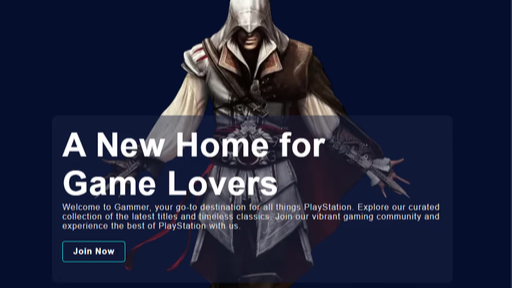 A New Home for
Game Lovers
Welcome to Gammer, your go-to destination for all things PlayStation. Explore our curated
collection of the latest titles and timeless classics. Join our vibrant gaming community and
experience the best of PlayStation with us.
Join Now